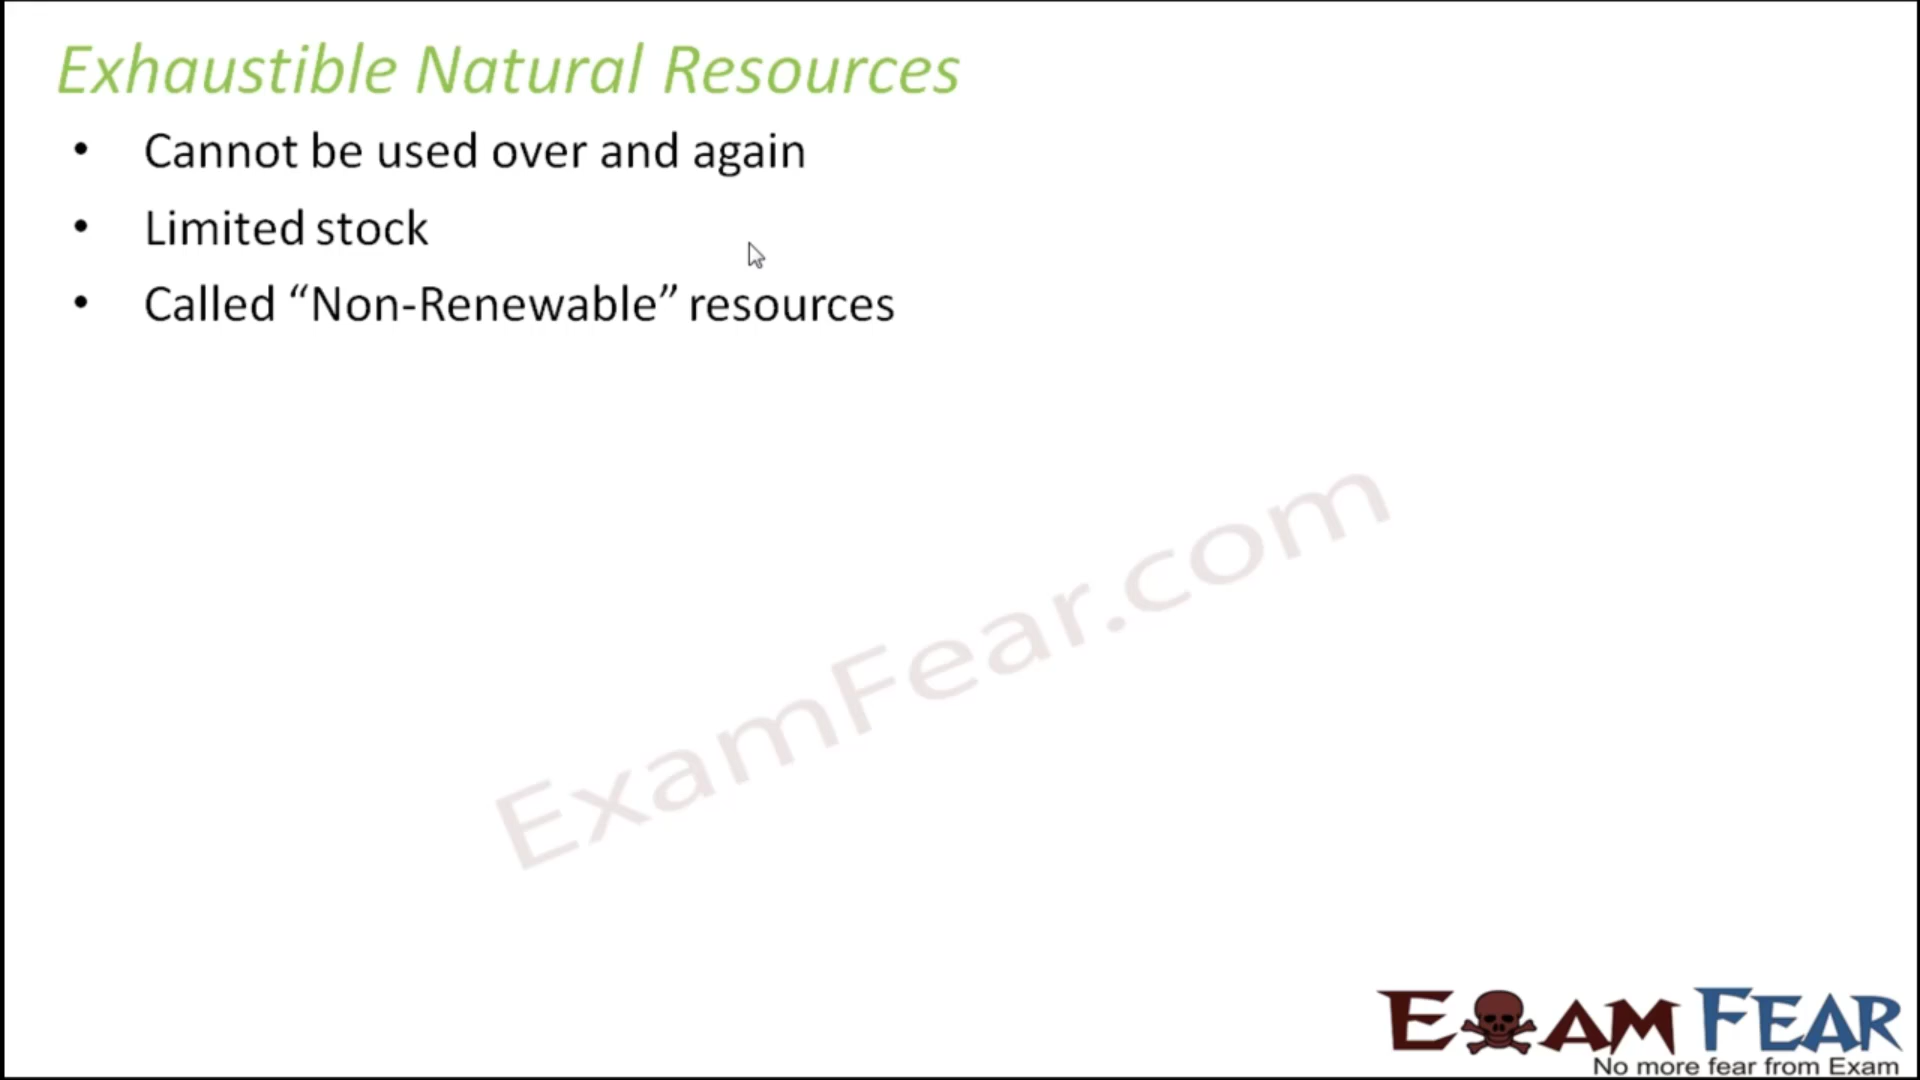 Exhaustible Natural Resources
• Cannot be used over and again
• Limited stock
• Called “Non-Renewable” resources
ExamFear.com
EXAM FEAR
No more fear from Exam